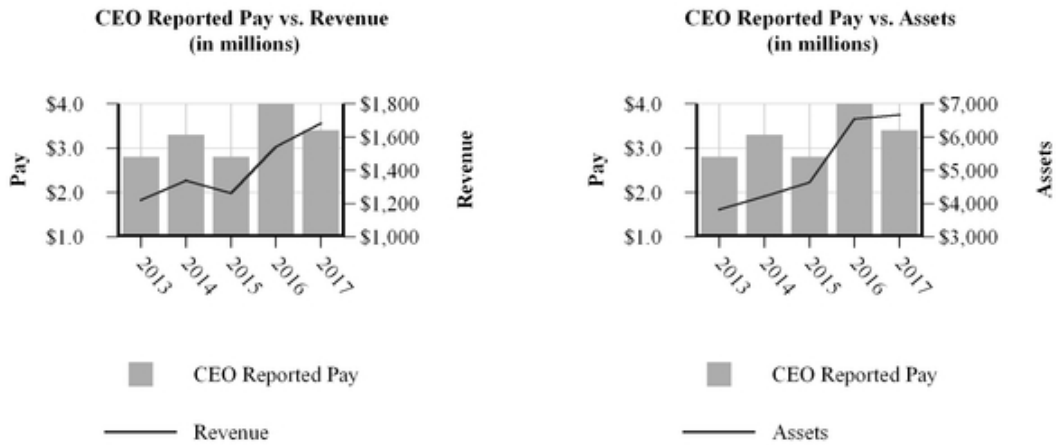 CEO Reported Pay vs. Revenue
(in millions)
$4.0
$3.0
$2.0
$1.0
Pay
$1,800
$1,600
$1,400
$1,200
$1,000
Revenue
2013
2014
2015
2016
2017
CEO Reported Pay
Revenue
CEO Reported Pay vs. Assets
(in millions)
$4.0
$3.0
$2.0
$1.0
Pay
$7,000
$6,000
$5,000
$4,000
$3,000
Assets
2013
2014
2015
2016
2017
CEO Reported Pay
Assets